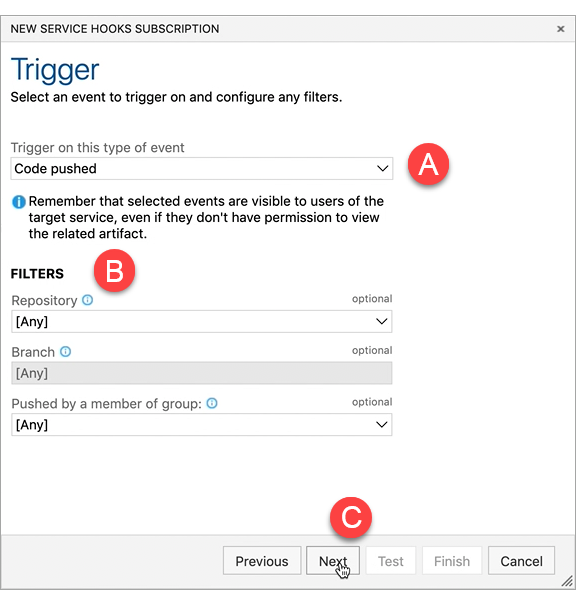 NEW SERVICE HOOKS SUBSCRIPTION
Trigger
Select an event to trigger on and configure any filters.
Trigger on this type of event
Code pushed
A
Remember that selected events are visible to users of the
target service, even if they don't have permission to view
the related artifact.
FILTERS
B
Repository optional
[Any]
Branch optional
[Any]
Pushed by a member of group: optional
[Any]
C
Previous Next Test Finish Cancel